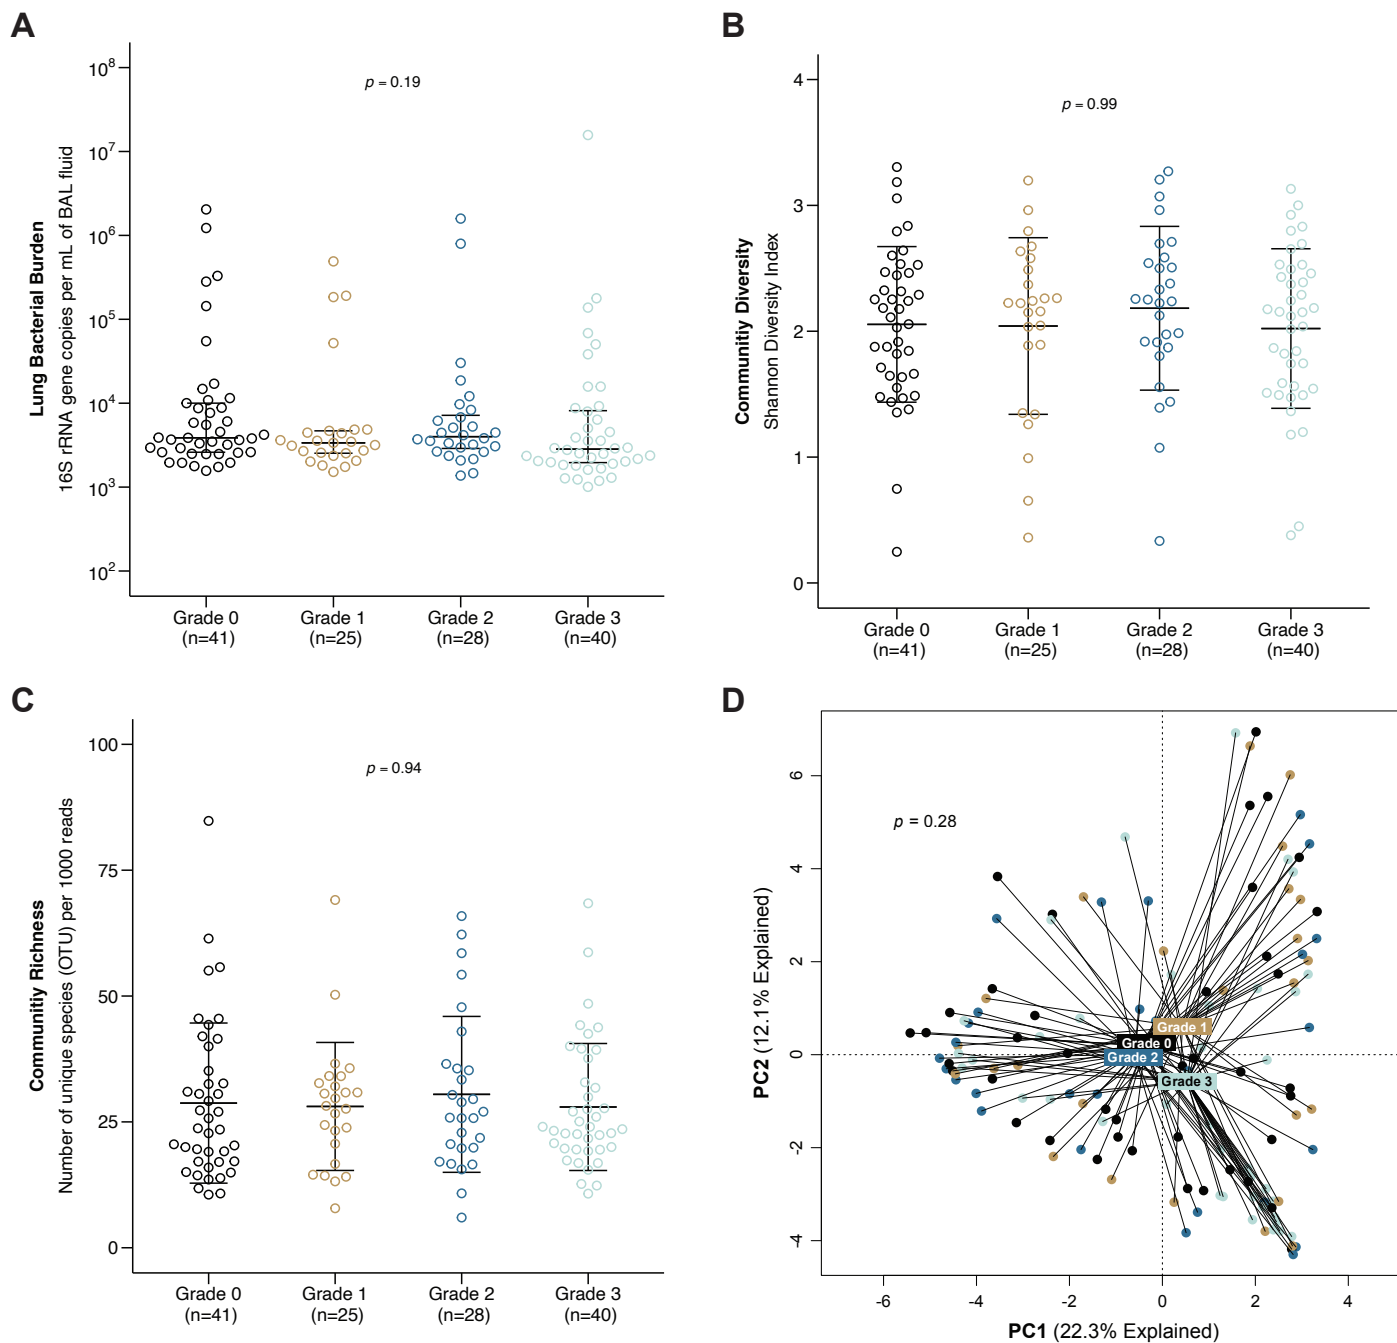 A
Lung Bacterial Burden
16S rRNA gene copies per mL of BAL fluid
10^8
10^7
10^6
10^5
10^4
10^3
10^2
p = 0.19
Grade 0
(n=41)
Grade 1
(n=25)
Grade 2
(n=28)
Grade 3
(n=40)
B
Communitiy Diversity
Shannon Diversity Index
4
3
2
1
0
p = 0.99
Grade 0
(n=41)
Grade 1
(n=25)
Grade 2
(n=28)
Grade 3
(n=40)
C
Communitiy Richness
Number of unique species (OTU) per 1000 reads
100
75
50
25
0
p = 0.94
Grade 0
(n=41)
Grade 1
(n=25)
Grade 2
(n=28)
Grade 3
(n=40)
D
PC2 (12.1% Explained)
6
4
2
0
-2
-4
p = 0.28
Grade 1
Grade 0
Grade 2
Grade 3
-6
-4
-2
0
2
4
PC1 (22.3% Explained)